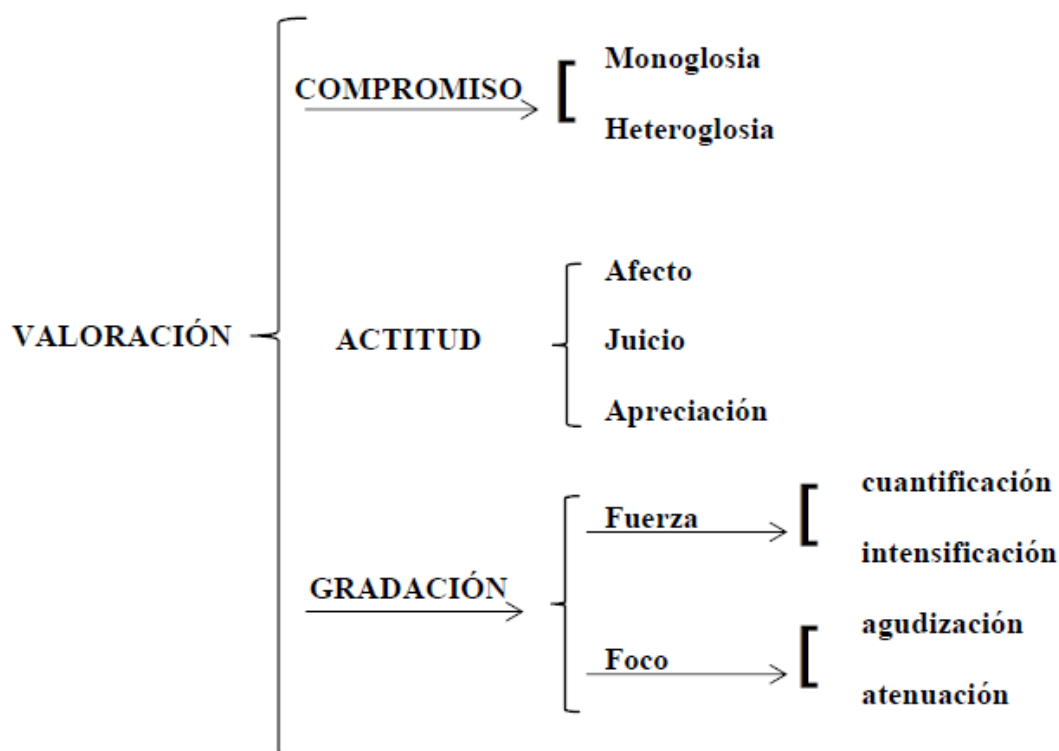 VALORACIÓN
COMPROMISO
Monoglosia
Heteroglosia
ACTITUD
Afecto
Juicio
Apreciación
GRADACIÓN
Fuerza
cuantificación
intensificación
Foco
agudización
atenuación